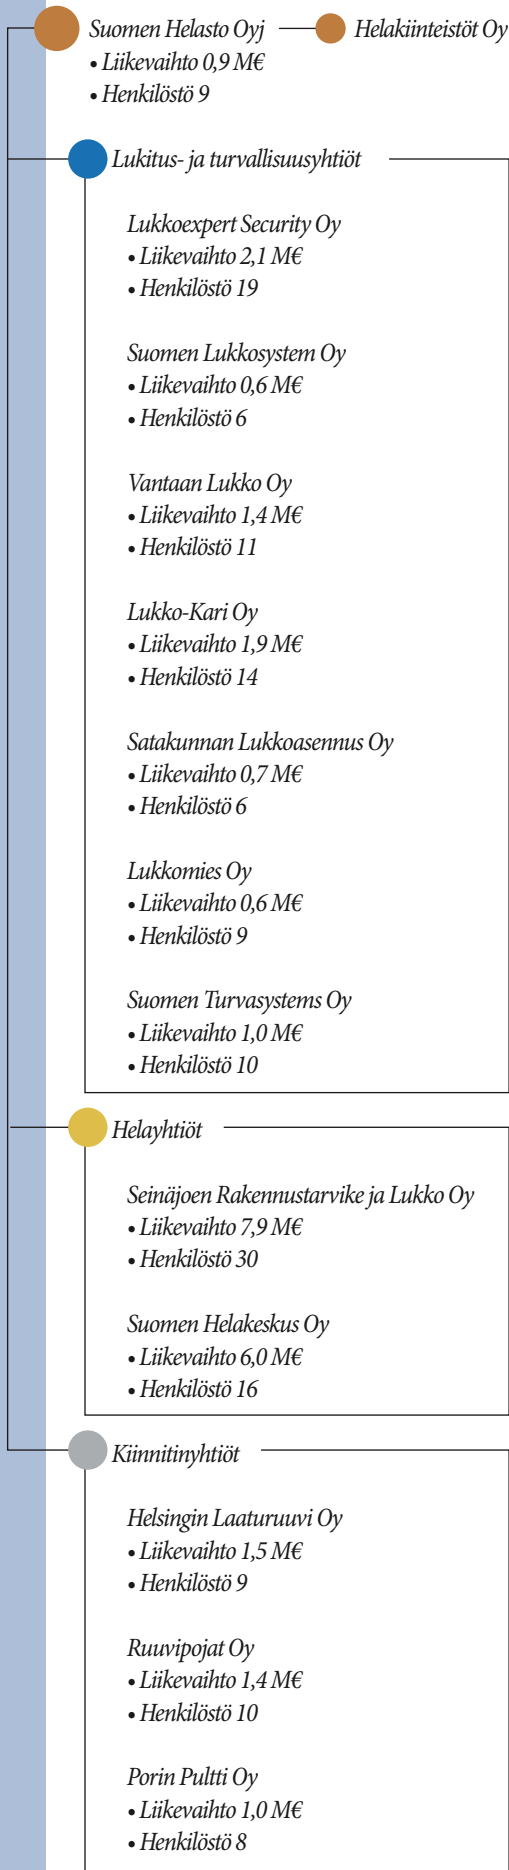 Suomen Helasto Oyj
Helakiinteistöt Oy
• Liikevaihto 0,9 M€
• Henkilöstö 9
Lukitus- ja turvallisuusyhtiöt
Lukkoexpert Security Oy
• Liikevaihto 2,1 M€
• Henkilöstö 19
Suomen Lukkosystem Oy
• Liikevaihto 0,6 M€
• Henkilöstö 6
Vantaan Lukko Oy
• Liikevaihto 1,4 M€
• Henkilöstö 11
Lukko-Kari Oy
• Liikevaihto 1,9 M€
• Henkilöstö 14
Satakunnan Lukkoasennus Oy
• Liikevaihto 0,7 M€
• Henkilöstö 6
Lukkomies Oy
• Liikevaihto 0,6 M€
• Henkilöstö 9
Suomen Turvasystems Oy
• Liikevaihto 1,0 M€
• Henkilöstö 10
Helayhtiöt
Seinäjoen Rakennustarvike ja Lukko Oy
• Liikevaihto 7,9 M€
• Henkilöstö 30
Suomen Helakeskus Oy
• Liikevaihto 6,0 M€
• Henkilöstö 16
Kiinnitinyhtiöt
Helsingin Laaturuuvi Oy
• Liikevaihto 1,5 M€
• Henkilöstö 9
Ruuvipojat Oy
• Liikevaihto 1,4 M€
• Henkilöstö 10
Porin Pultti Oy
• Liikevaihto 1,0 M€
• Henkilöstö 8